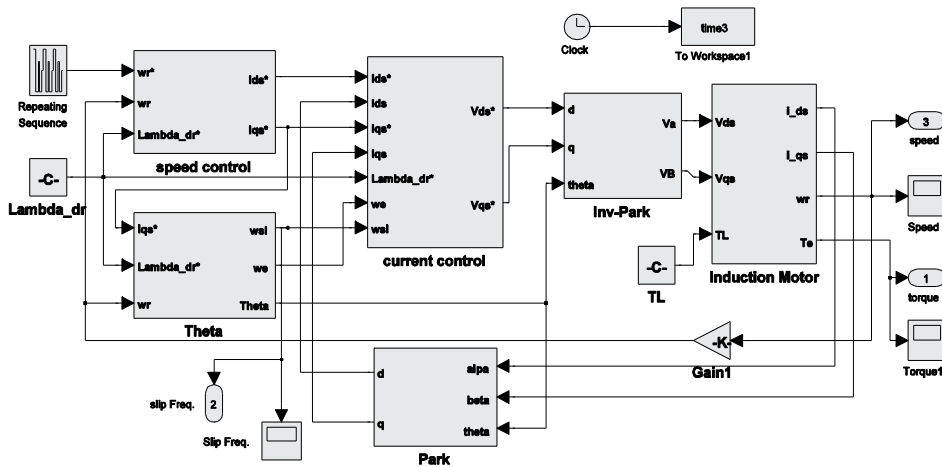 time3
Clock
To Workspace1
Repeating
Sequence
wr*
wr
Lambda_dr*
Ids*
Iqs*
speed control
-C-
Lambda_dr
Iqs*
Lambda_dr*
wr
wsl
we
Theta
Theta
Ids*
Ids
Iqs*
Iqs
Lambda_dr*
we
wsl
Vds*
Vqs*
current control
d
q
theta
Va
VB
Inv-Park
Vds
Vqs
TL
I_ds
I_qs
wr
Te
Induction Motor
-C-
TL
3
speed
Speed
1
torque
Torque1
-K-
Gain1
d
q
alpa
beta
theta
Park
slip Freq.
2
Slip Freq.